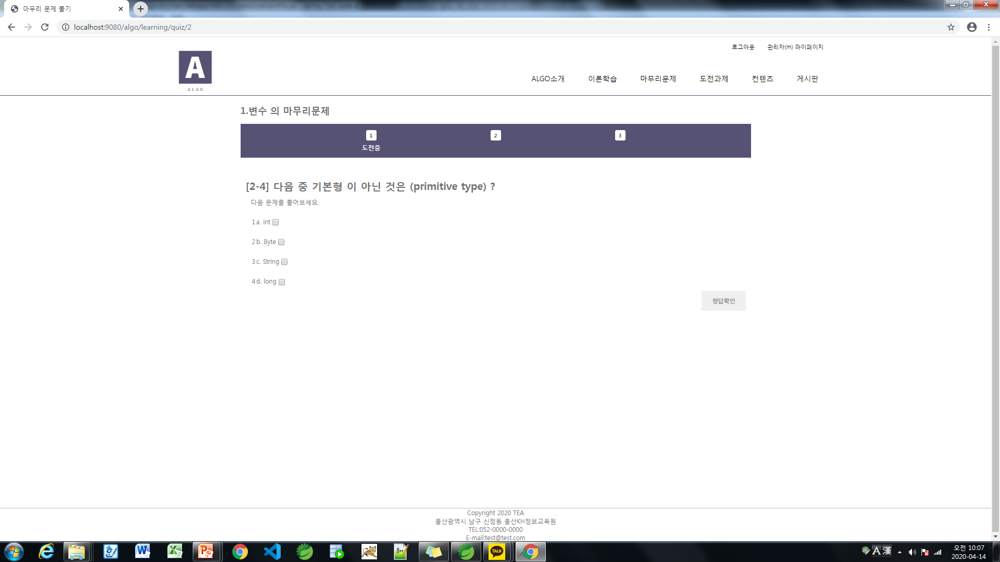 마무리 문제 풀기
localhost:9080/algo/learning/quiz/2
로그아웃 관리자(m) 마이페이지
A
ALGO
ALGO소개 이론학습 마무리문제 도전과제 컨텐츠 게시판
1.변수 의 마무리문제
1 2 3
도전중
[2-4] 다음 중 기본형 이 아닌 것은 (primitive type) ?
다음 문제를 풀어보세요.
1 a. int
2 b. Byte
3 c. String
4 d. long
정답확인
Copyright 2020 TEA
울산광역시 남구 신정동 울산KH정보교육원
TEL:052-0000-0000
E-mail:test@test.com
TALK
A 漢
오전 10:07
2020-04-14